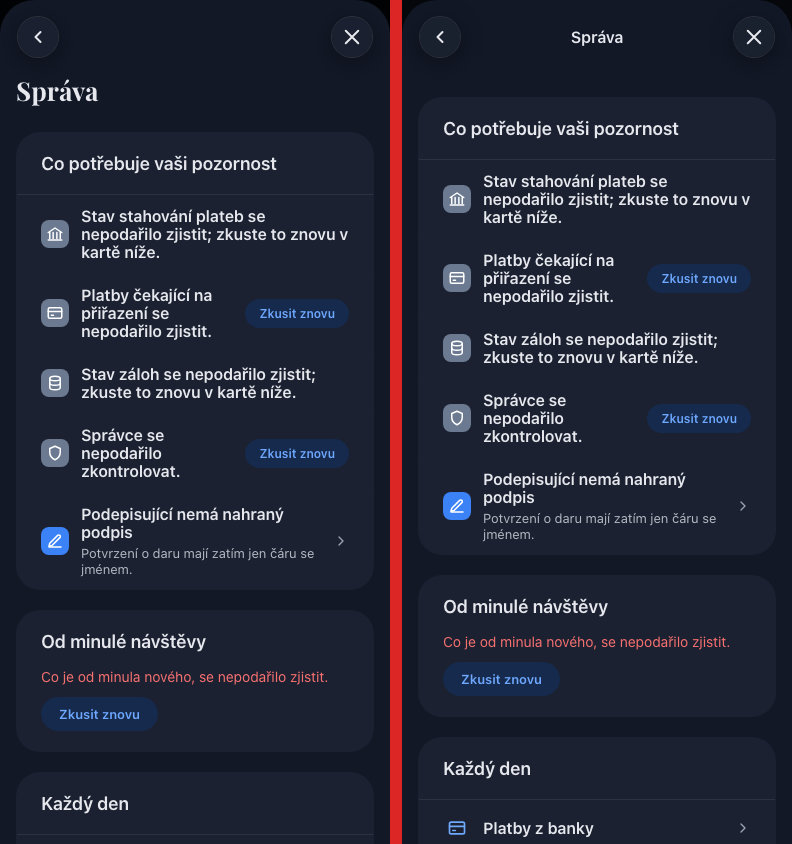 Správa
Co potřebuje vaši pozornost
Stav stahování plateb se
nepodařilo zjistit; zkuste to znovu v
kartě níže.
Platby čekající na
přiřazení se
nepodařilo zjistit.
Zkusit znovu
Stav záloh se nepodařilo zjistit;
zkuste to znovu v kartě níže.
Správce se
nepodařilo
zkontrolovat.
Zkusit znovu
Podepisující nemá nahraný
podpis
Potvrzení o daru mají zatím jen čáru se
jménem.
Od minulé návštěvy
Co je od minula nového, se nepodařilo zjistit.
Zkusit znovu
Každý den
Správa
Co potřebuje vaši pozornost
Stav stahování plateb se
nepodařilo zjistit; zkuste to znovu v
kartě níže.
Platby čekající na
přiřazení se
nepodařilo zjistit.
Zkusit znovu
Stav záloh se nepodařilo zjistit;
zkuste to znovu v kartě níže.
Správce se
nepodařilo
zkontrolovat.
Zkusit znovu
Podepisující nemá nahraný
podpis
Potvrzení o daru mají zatím jen čáru se
jménem.
Od minulé návštěvy
Co je od minula nového, se nepodařilo zjistit.
Zkusit znovu
Každý den
Platby z banky